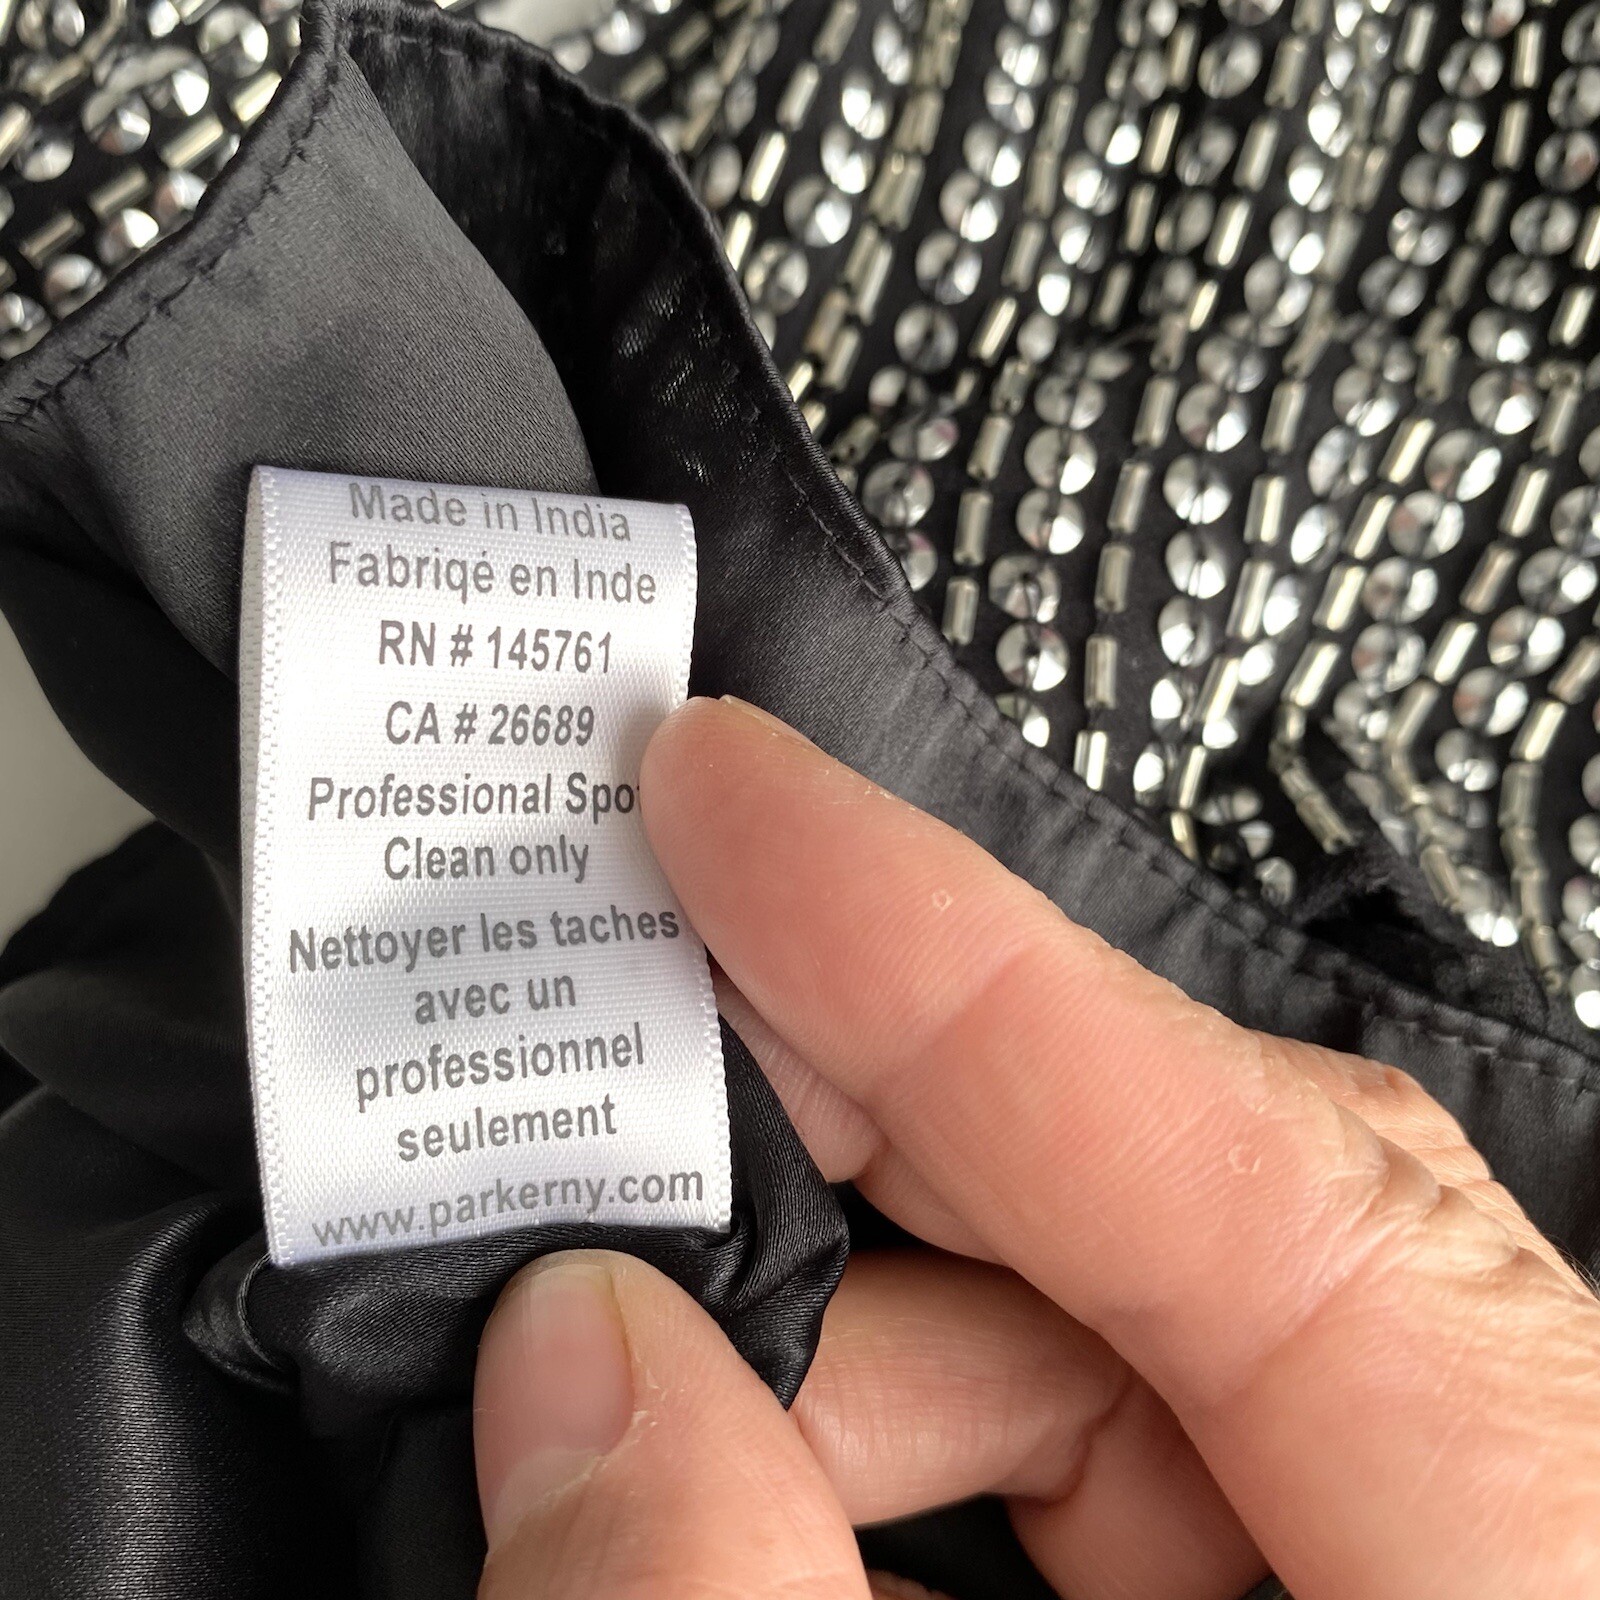 Made in India
Fabriqé en Inde
RN # 145761
CA # 26689
Professional Spot
Clean only
Nettoyer les taches
avec un
professionnel
seulement
www.parkerny.com